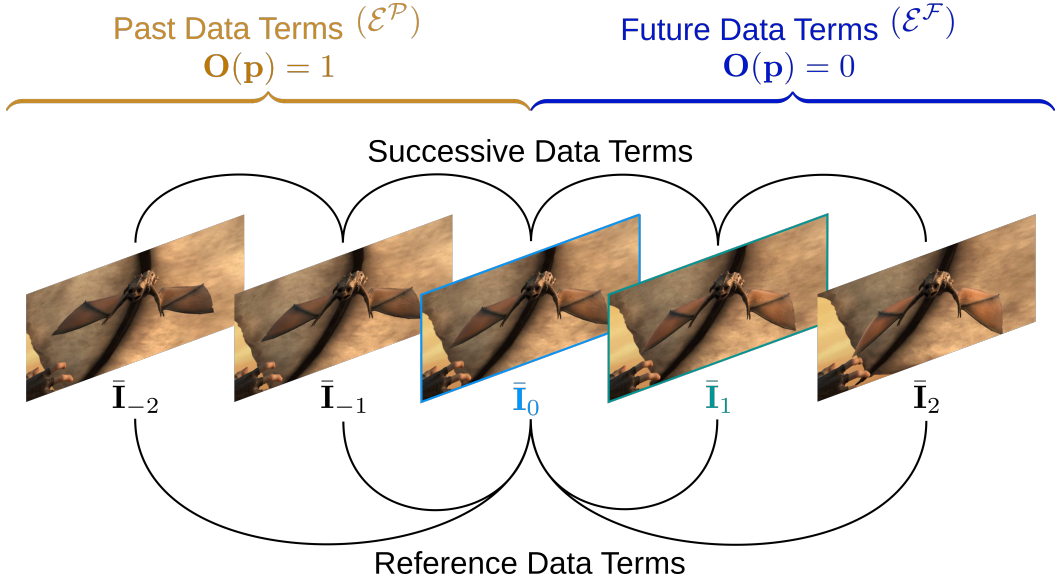 Past Data Terms (ℰ^𝒫)
O(p) = 1
Future Data Terms (ℰ^ℱ)
O(p) = 0
Successive Data Terms
Ī₋₂
Ī₋₁
Ī₀
Ī₁
Ī₂
Reference Data Terms